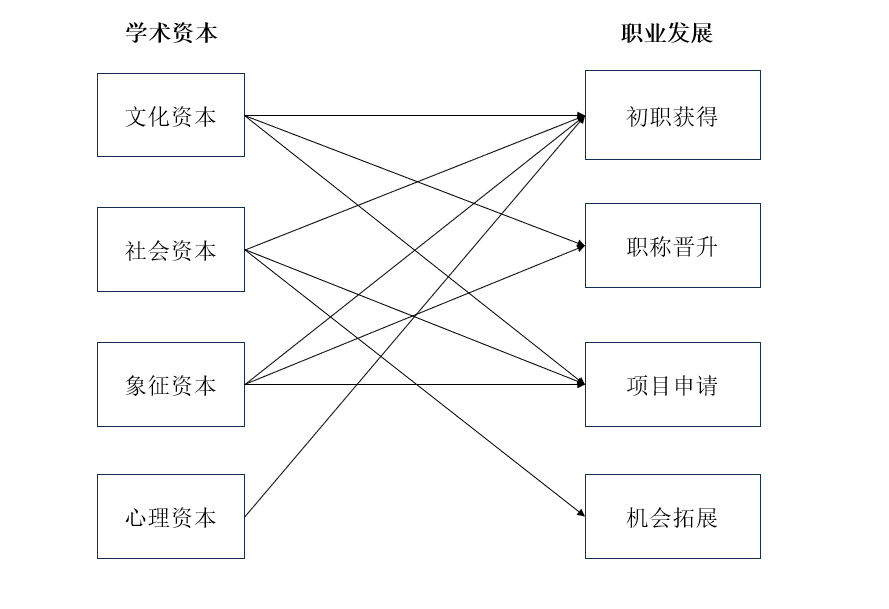 学术资本
职业发展
文化资本
初职获得
社会资本
职称晋升
象征资本
项目申请
心理资本
机会拓展